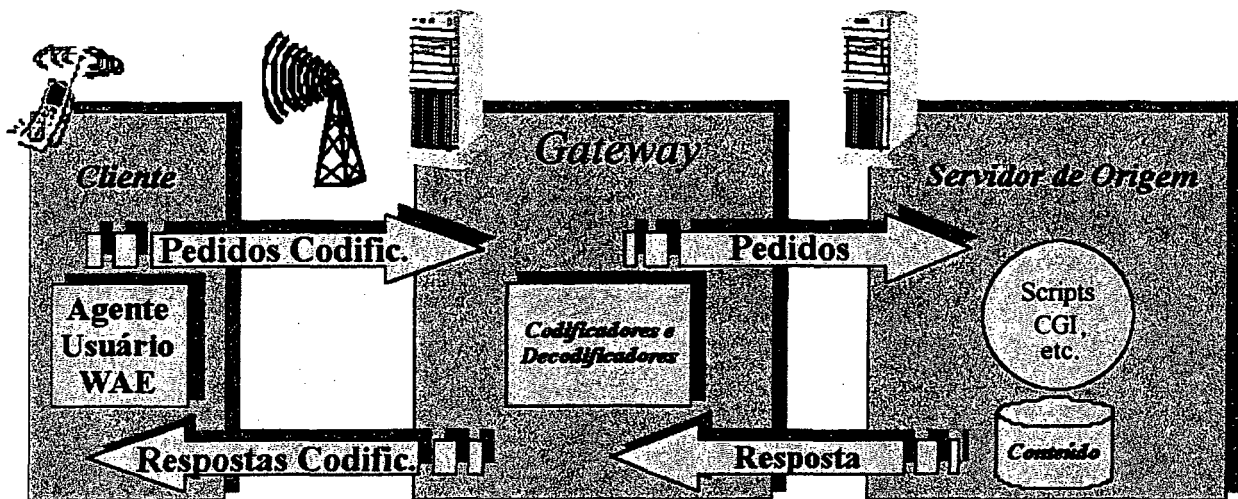 Gateway
Cliente
Servidor de Origem
Pedidos Codific.
Pedidos
Agente
Usuário
WAE
Codificadores e
Decodificadores
Scripts
CGI,
etc.
Respostas Codific.
Resposta
Conteúdo